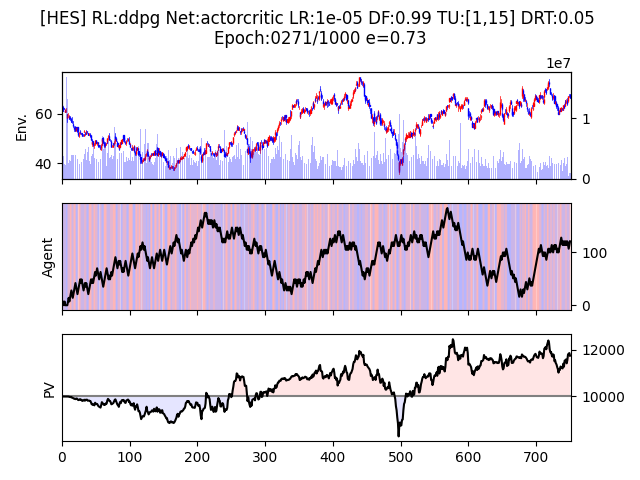 [HES] RL:ddpg Net:actorcritic LR:1e-05 DF:0.99 TU:[1,15] DRT:0.05
Epoch:0271/1000 e=0.73
1e7
Env.
60
40
1
0
Agent
100
0
PV
12000
10000
0 100 200 300 400 500 600 700